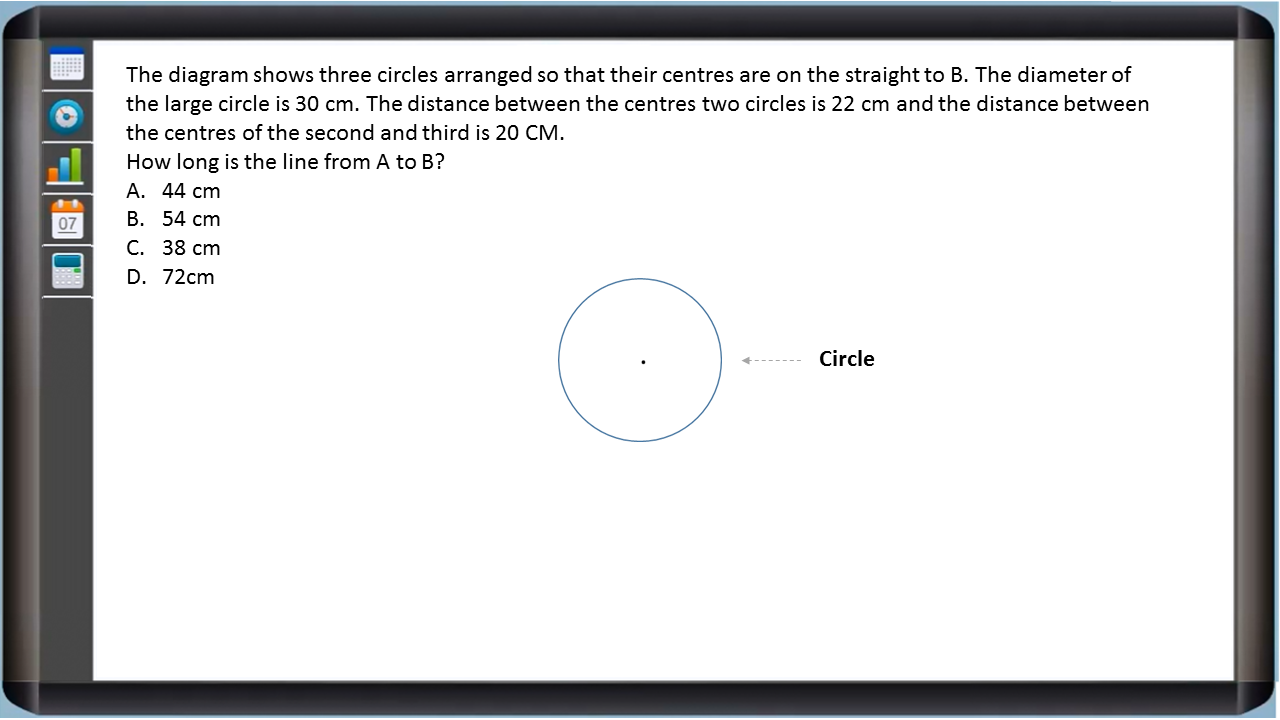 The diagram shows three circles arranged so that their centres are on the straight to B. The diameter of
the large circle is 30 cm. The distance between the centres two circles is 22 cm and the distance between
the centres of the second and third is 20 CM.
How long is the line from A to B?
A. 44 cm
B. 54 cm
C. 38 cm
D. 72cm
07
Circle